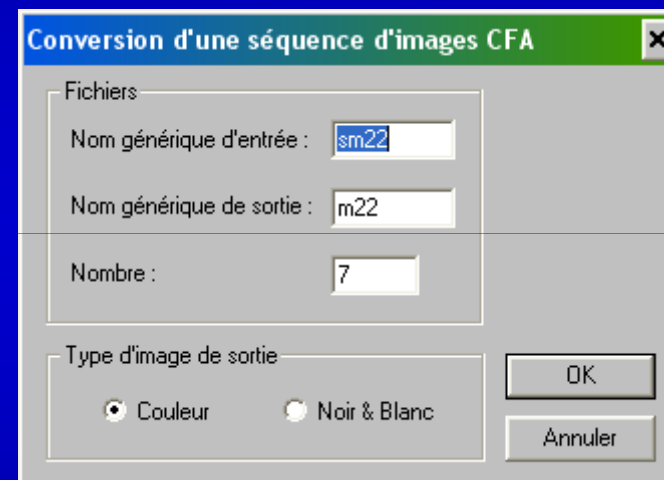 Conversion d'une séquence d'images CFA
Fichiers
Nom générique d'entrée : sm22
Nom générique de sortie : m22
Nombre : 7
Type d'image de sortie
Couleur Noir & Blanc
OK
Annuler